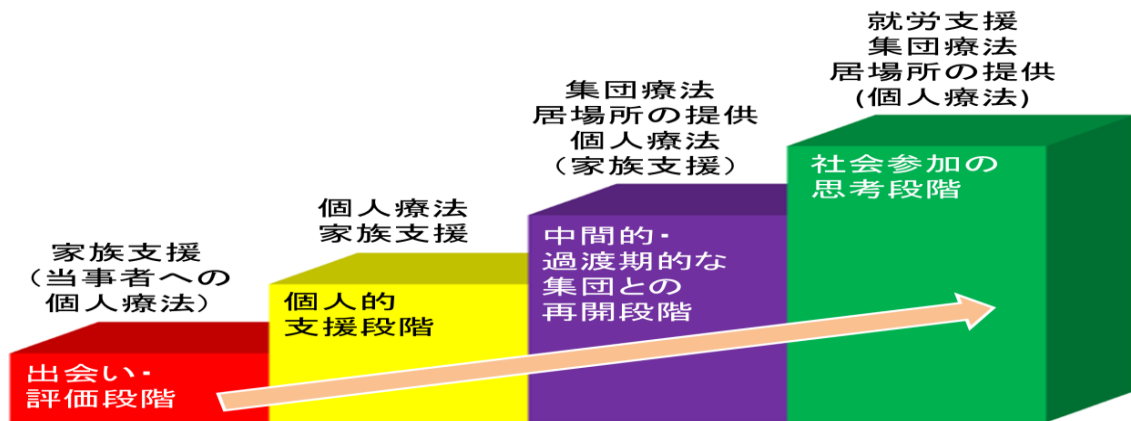 家族支援
（当事者への
個人療法）
出会い・
評価段階
個人療法
家族支援
個人的
支援段階
集団療法
居場所の提供
個人療法
（家族支援）
中間的・
過渡期的な
集団との
再開段階
就労支援
集団療法
居場所の提供
(個人療法)
社会参加の
思考段階